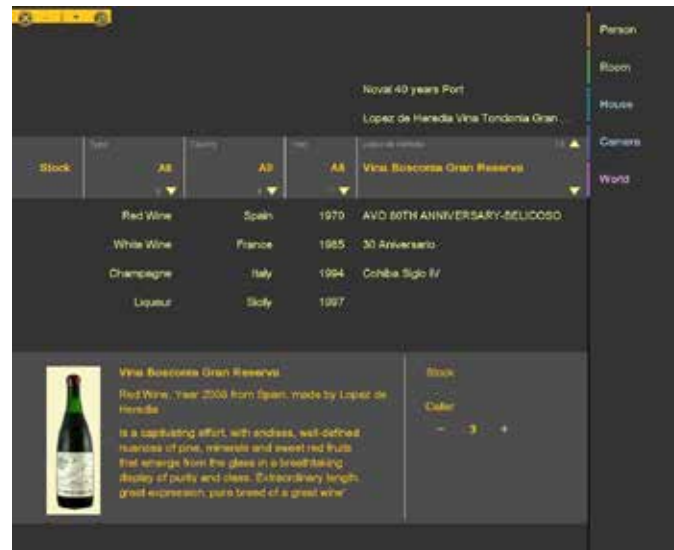 - +
Person
Room
House
Camera
World
Noval 40 years Port
Lopez de Heredia Vina Tondonia Gran ...
Stock
Type
All
Country
All
Year
All
Vina Bosconia Gran Reserva
Red Wine Spain 1970 AVO 80TH ANNIVERSARY-BELICOSO
White Wine France 1985 30 Aniversario
Champagne Italy 1994 Cohiba Siglo IV
Liqueur Sicily 1997
Vina Bosconia Gran Reserva
Red Wine, Year 2000 from Spain, made by Lopez de
Heredia
is a captivating effort, with endless, well-defined
nuances of pine, minerals and sweet red fruits
that emerge from the glass in a breathtaking
display of purity and class. Extraordinary length,
great expression, pure breed of a great wine"
Stock
Cellar
- 3 +